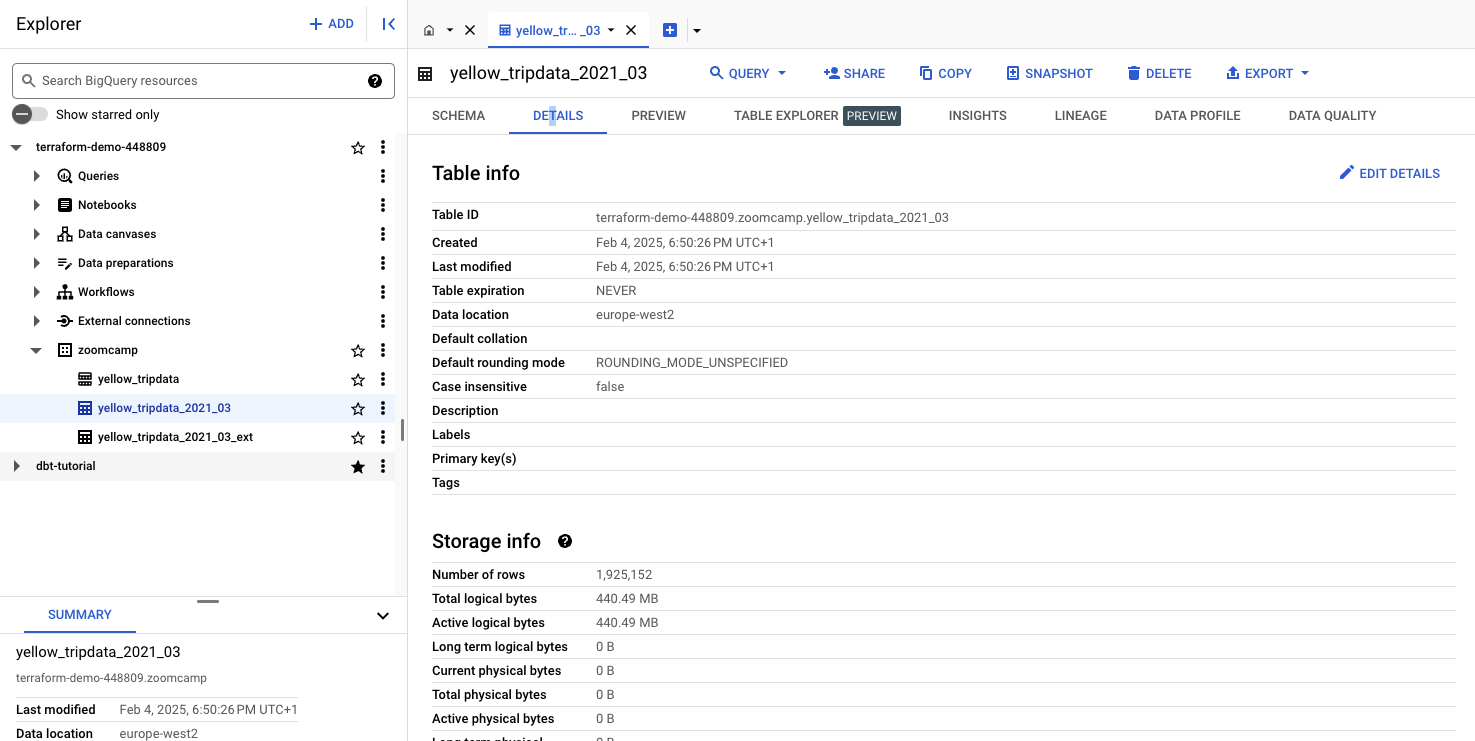 Explorer
ADD
Search BigQuery resources
Show starred only
terraform-demo-448809
Queries
Notebooks
Data canvases
Data preparations
Workflows
External connections
zoomcamp
yellow_tripdata
yellow_tripdata_2021_03
yellow_tripdata_2021_03_ext
dbt-tutorial
SUMMARY
yellow_tripdata_2021_03
terraform-demo-448809.zoomcamp
Last modified Feb 4, 2025, 6:50:26 PM UTC+1
Data location europe-west2
yellow_tr... _03
yellow_tripdata_2021_03 QUERY SHARE COPY SNAPSHOT DELETE EXPORT
SCHEMA DETAILS PREVIEW TABLE EXPLORER PREVIEW INSIGHTS LINEAGE DATA PROFILE DATA QUALITY
Table info EDIT DETAILS
Table ID terraform-demo-448809.zoomcamp.yellow_tripdata_2021_03
Created Feb 4, 2025, 6:50:26 PM UTC+1
Last modified Feb 4, 2025, 6:50:26 PM UTC+1
Table expiration NEVER
Data location europe-west2
Default collation
Default rounding mode ROUNDING_MODE_UNSPECIFIED
Case insensitive false
Description
Labels
Primary key(s)
Tags
Storage info
Number of rows 1,925,152
Total logical bytes 440.49 MB
Active logical bytes 440.49 MB
Long term logical bytes 0 B
Current physical bytes 0 B
Total physical bytes 0 B
Active physical bytes 0 B
Long term physical 0 B